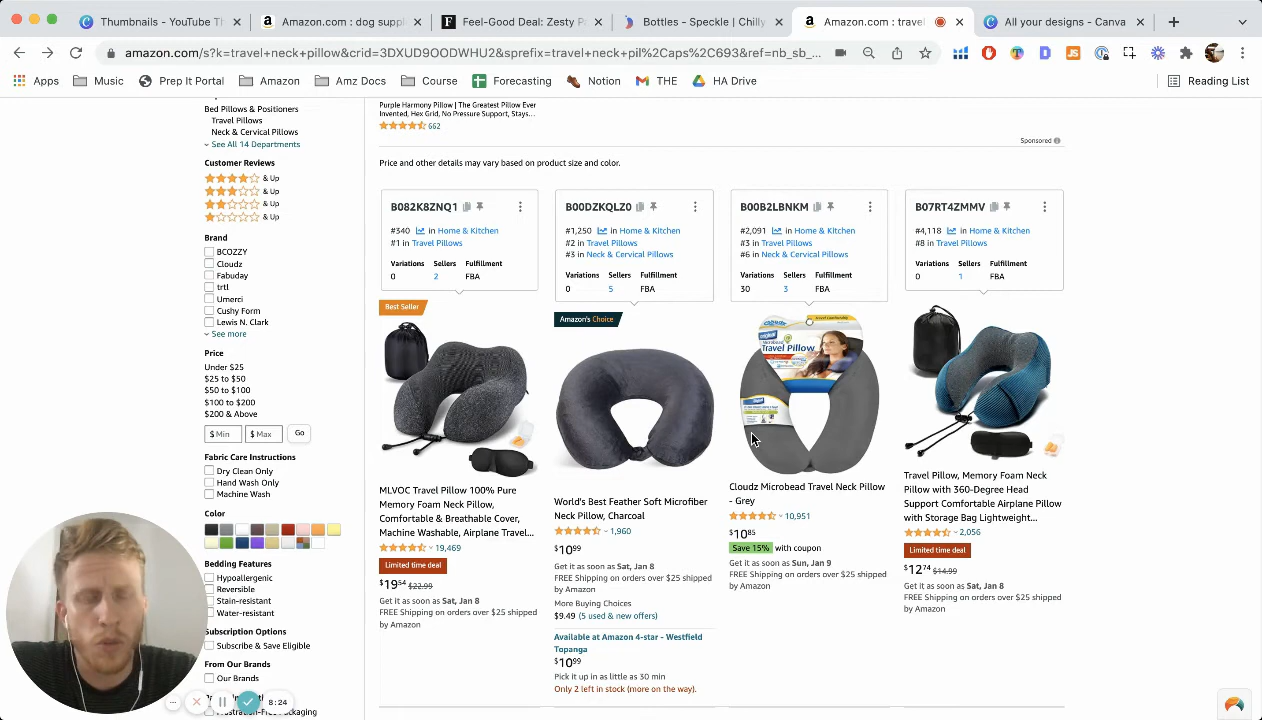 Thumbnails - YouTube Th
Amazon.com : dog suppl
Feel-Good Deal: Zesty P
Bottles - Speckle | Chilly
Amazon.com : travel
All your designs - Canva
amazon.com/s?k=travel+neck+pillow&crid=3DXUD9OODWHU2&sprefix=travel+neck+pil%2Caps%2C693&ref=nb_sb_...
Apps
Music
Prep It Portal
Amazon
Amz Docs
Course
Forecasting
Notion
THE
HA Drive
Reading List
Bed Pillows & Positioners
Travel Pillows
Neck & Cervical Pillows
See All 14 Departments
Customer Reviews
& Up
& Up
& Up
& Up
Brand
BCOZZY
Cloudz
Fabuday
trtl
Umerci
Cushy Form
Lewis N. Clark
See more
Price
Under $25
$25 to $50
$50 to $100
$100 to $200
$200 & Above
$ Min
$ Max
Go
Fabric Care Instructions
Dry Clean Only
Hand Wash Only
Machine Wash
Color
Bedding Features
Hypoallergenic
Reversible
Stain-resistant
Water-resistant
Subscription Options
Subscribe & Save Eligible
From Our Brands
Our Brands
Frustration-Free Packaging
8:24
Purple Harmony Pillow | The Greatest Pillow Ever
Invented, Hex Grid, No Pressure Support, Stays...
662
Sponsored
Price and other details may vary based on product size and color.
B082K8ZNQ1
#340 in Home & Kitchen
#1 in Travel Pillows
Variations Sellers Fulfillment
0 2 FBA
Best Seller
MLVOC Travel Pillow 100% Pure
Memory Foam Neck Pillow,
Comfortable & Breathable Cover,
Machine Washable, Airplane Travel...
19,469
Limited time deal
$19.54 $22.99
Get it as soon as Sat, Jan 8
FREE Shipping on orders over $25 shipped
by Amazon
B00DZKQLZ0
#1,250 in Home & Kitchen
#2 in Travel Pillows
#3 in Neck & Cervical Pillows
Variations Sellers Fulfillment
0 5 FBA
Amazon's Choice
World's Best Feather Soft Microfiber
Neck Pillow, Charcoal
1,960
$10.99
Get it as soon as Sat, Jan 8
FREE Shipping on orders over $25 shipped
by Amazon
More Buying Choices
$9.49 (5 used & new offers)
Available at Amazon 4-star - Westfield
Topanga
$10.99
Pick it up in as little as 30 min
Only 2 left in stock (more on the way).
B00B2LBNKM
#2,091 in Home & Kitchen
#3 in Travel Pillows
#6 in Neck & Cervical Pillows
Variations Sellers Fulfillment
30 3 FBA
cloudz
Travel Pillow
Cloudz Microbead Travel Neck Pillow
- Grey
10,951
$10.85
Save 15% with coupon
Get it as soon as Sun, Jan 9
FREE Shipping on orders over $25 shipped
by Amazon
B07RT4ZMMV
#4,118 in Home & Kitchen
#8 in Travel Pillows
Variations Sellers Fulfillment
0 1 FBA
Travel Pillow, Memory Foam Neck
Pillow with 360-Degree Head
Support Comfortable Airplane Pillow
with Storage Bag Lightweight...
2,056
Limited time deal
$12.74 $14.99
Get it as soon as Sat, Jan 8
FREE Shipping on orders over $25 shipped
by Amazon